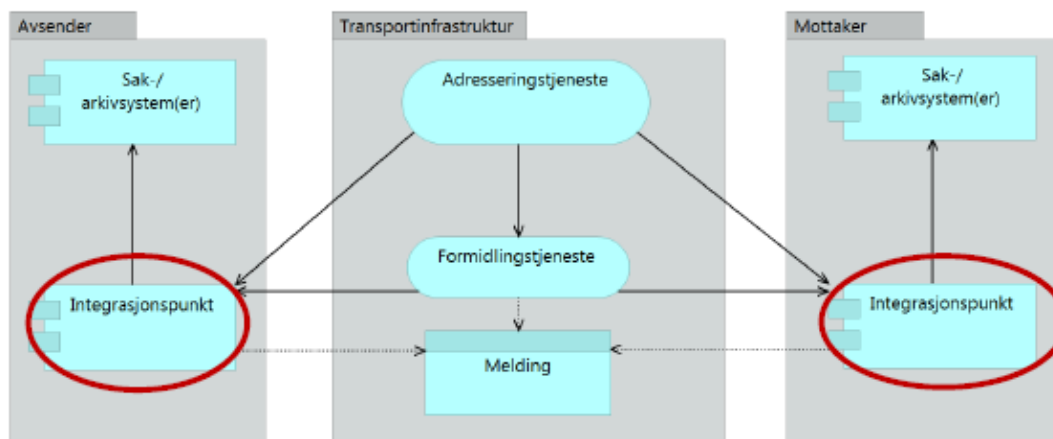 Avsender
Transportinfrastruktur
Mottaker
Sak-/
arkivsystem(er)
Adresseringstjeneste
Sak-/
arkivsystem(er)
Formidlingstjeneste
Integrasjonspunkt
Integrasjonspunkt
Melding